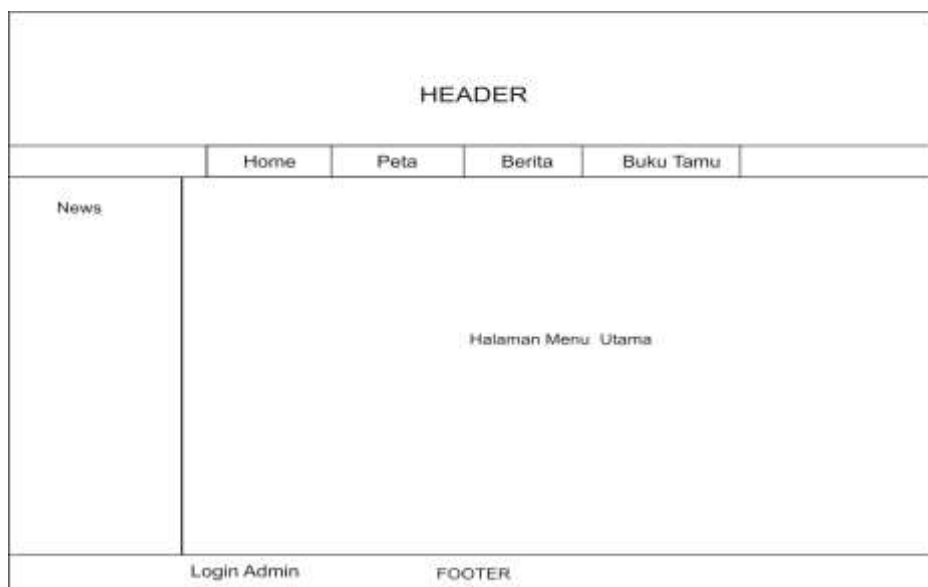 HEADER
Home Peta Berita Buku Tamu
News
Halaman Menu Utama
Login Admin FOOTER